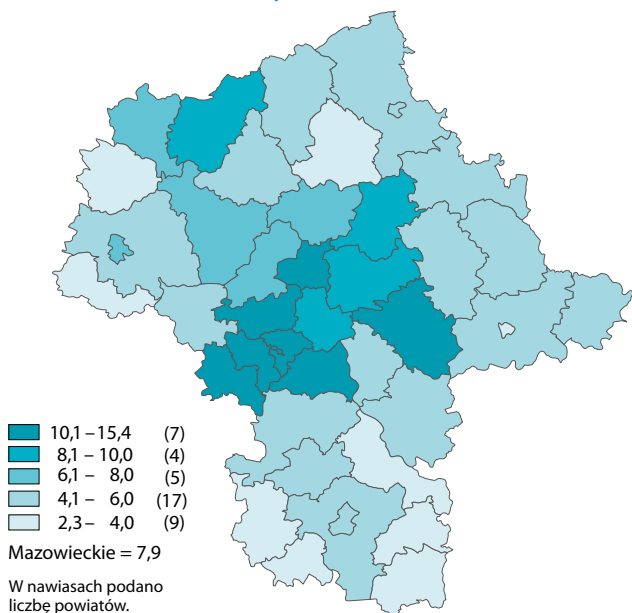 10,1 – 15,4 (7)
8,1 – 10,0 (4)
6,1 – 8,0 (5)
4,1 – 6,0 (17)
2,3 – 4,0 (9)
Mazowieckie = 7,9
W nawiasach podano
liczbę powiatów.